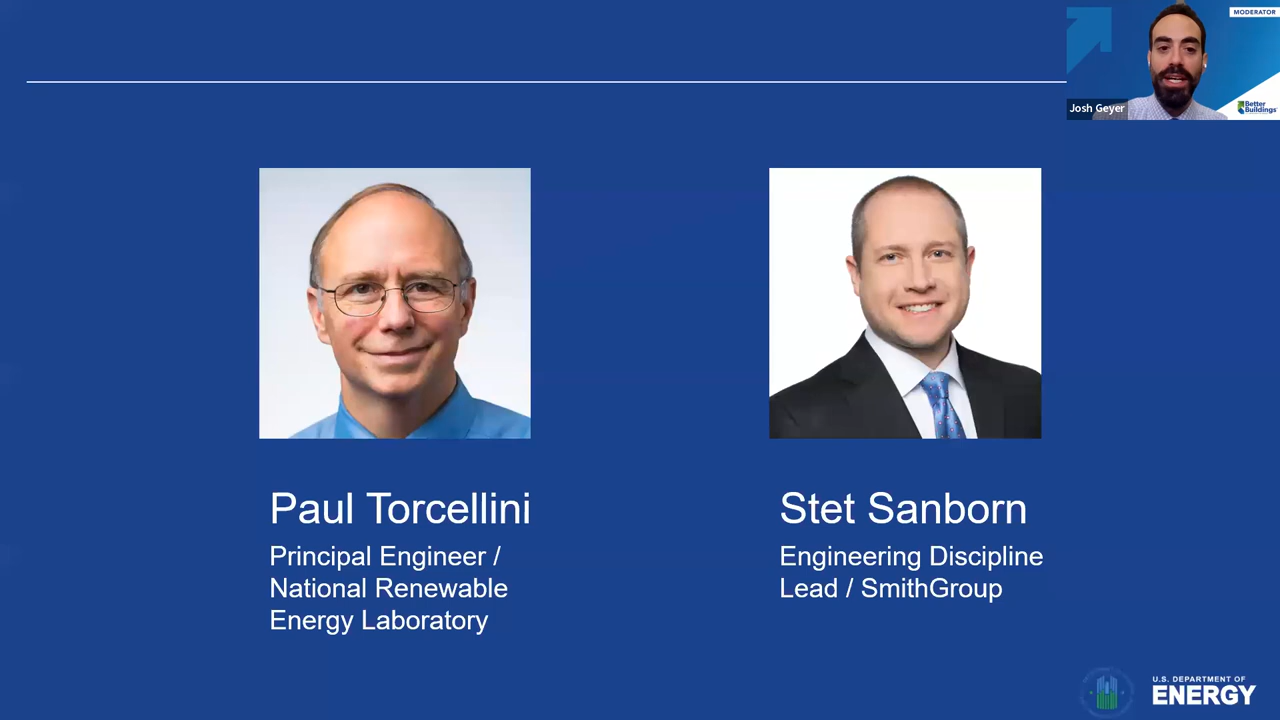 MODERATOR
Josh Geyer
Better
Buildings
Paul Torcellini
Principal Engineer /
National Renewable
Energy Laboratory
Stet Sanborn
Engineering Discipline
Lead / SmithGroup
U.S. DEPARTMENT OF
ENERGY